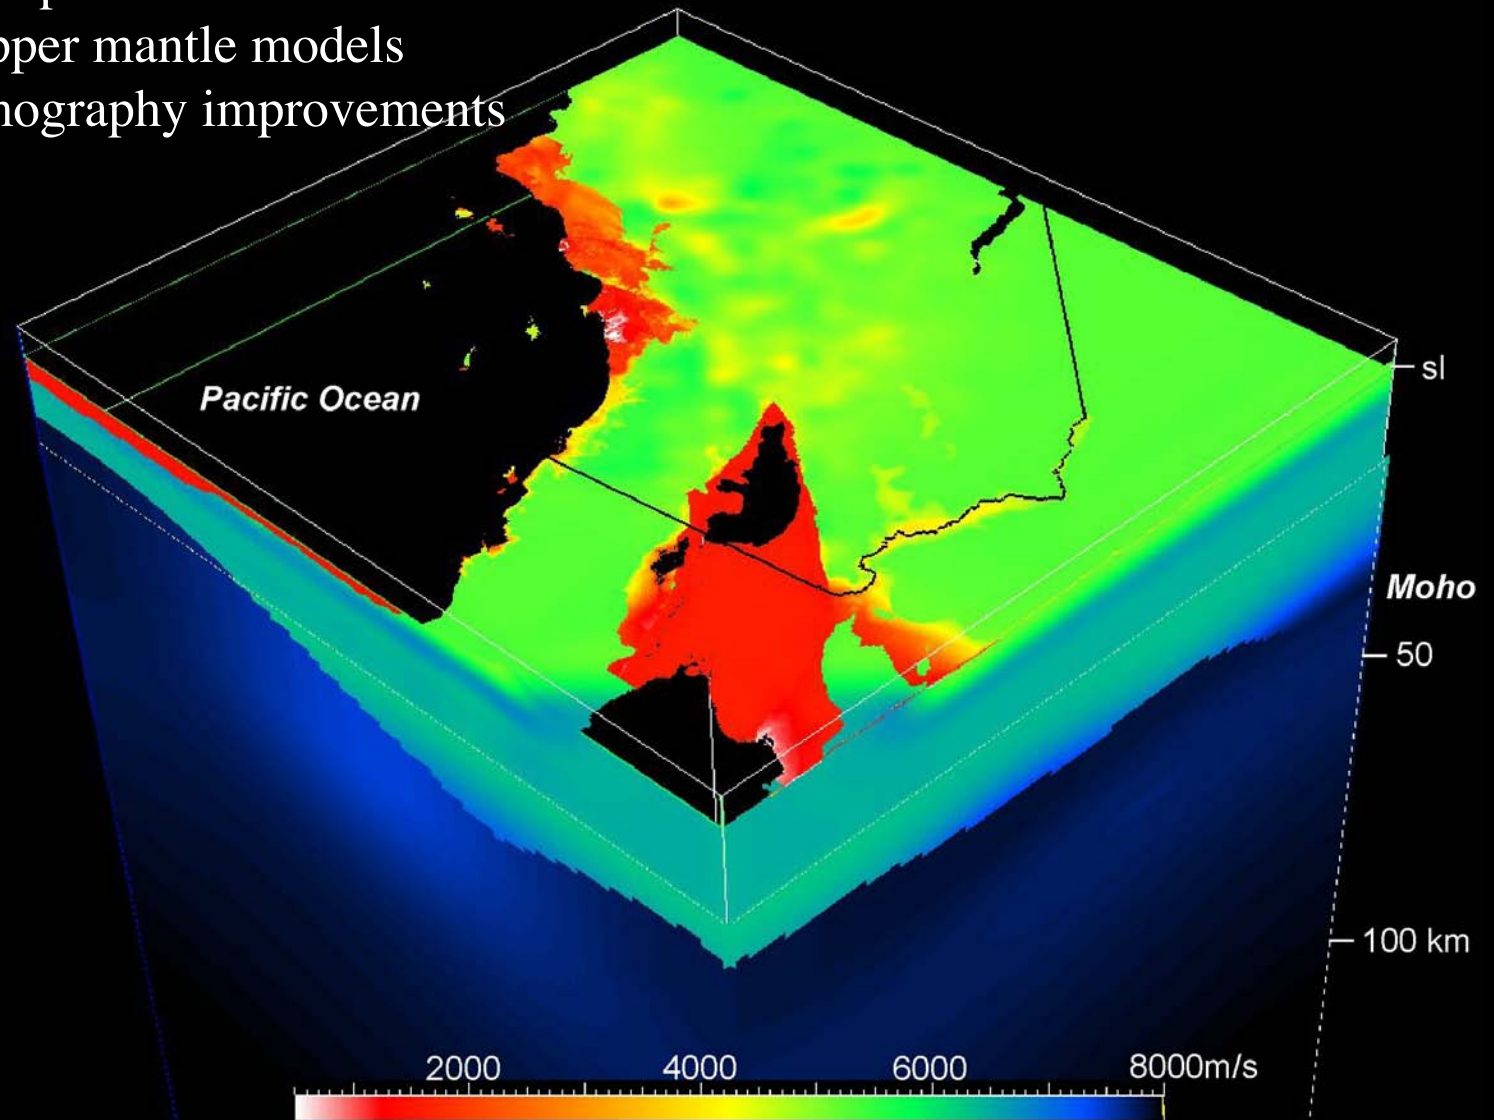 pper mantle models
nography improvements
Pacific Ocean
sl
Moho
50
100 km
2000 4000 6000 8000m/s